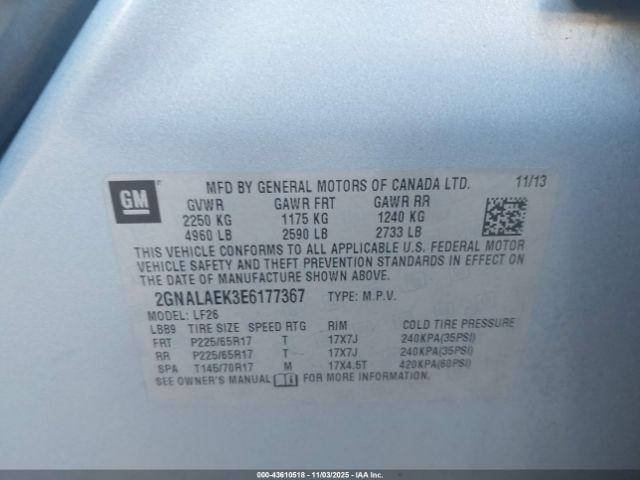 GM
MFD BY GENERAL MOTORS OF CANADA LTD. 11/13
GVWR GAWR FRT GAWR RR
2250 KG 1175 KG 1240 KG
4960 LB 2590 LB 2733 LB
THIS VEHICLE CONFORMS TO ALL APPLICABLE U.S. FEDERAL MOTOR
VEHICLE SAFETY AND THEFT PREVENTION STANDARDS IN EFFECT ON
THE DATE OF MANUFACTURE SHOWN ABOVE.
2GNALAEK3E6177367 TYPE: M.P.V.
MODEL: LF26
LBB9 TIRE SIZE SPEED RTG RIM COLD TIRE PRESSURE
FRT P225/65R17 T 17X7J 240KPA(35PSI)
RR P225/65R17 T 17X7J 240KPA(35PSI)
SPA T145/70R17 M 17X4.5T 420KPA(60PSI)
SEE OWNER'S MANUAL FOR MORE INFORMATION.
000-43610518 - 11/03/2025 - IAAI Inc.